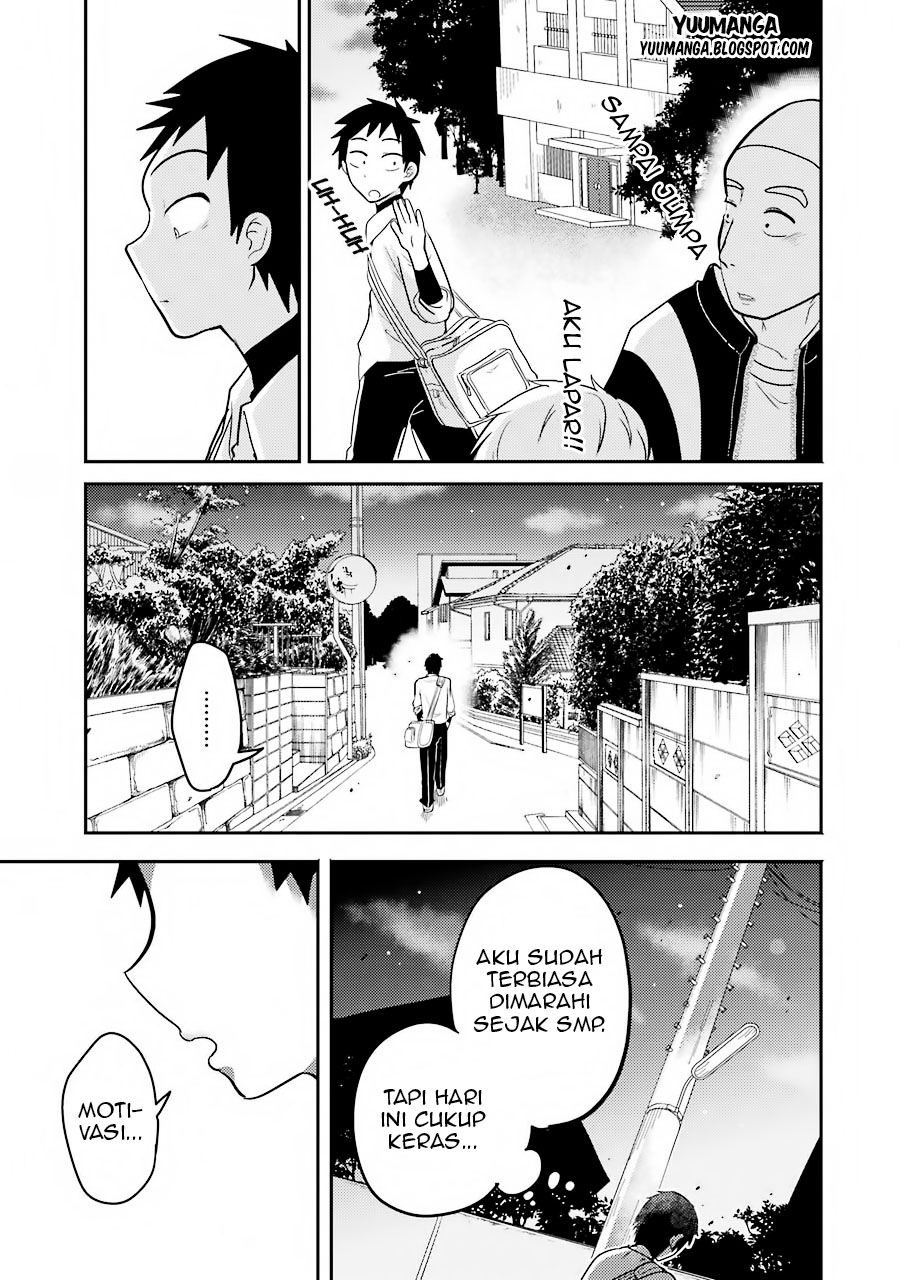 YUUMANGA
YUUMANGA.BLOGSPOT.COM
SAMPAI JUMPA
UH-HUH
AKU LAPAR!!
.........
AKU SUDAH
TERBIASA
DIMARAHI
SEJAK SMP.
TAPI HARI
INI CUKUP
KERAS...
MOTI-
VASI...